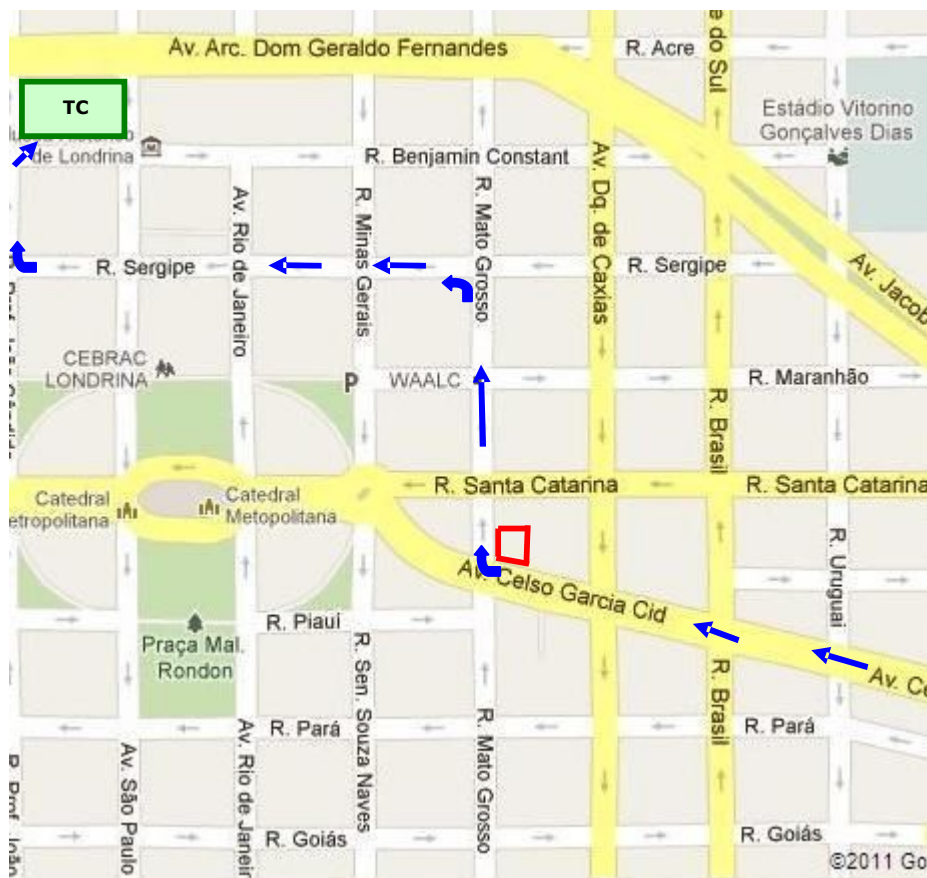 Av. Arc. Dom Geraldo Fernandes
R. Acre
e do Sul
TC
Estádio Vitorino
Gonçalves Dias
de Londrina
R. Benjamin Constant
Av. Dq. de Caxias
Av. Rio de Janeiro
R. Minas Gerais
R. Mato Grosso
R. Sergipe
R. Sergipe
Av. Jacob
CEBRAC
LONDRINA
P
WAALC
R. Maranhão
R. Brasil
R. Santa Catarina
R. Santa Catarina
Catedral
etropolitana
Catedral
Metopolitana
R. Uruguai
Av. Celso Garcia Cid
R. Piauí
Praça Mal.
Rondon
R. Sen. Souza Naves
R. Brasil
Av. Ce
R. Pará
R. Mato Grosso
R. Pará
Av. São Paulo
Av. Rio de Janeir
R. Goiás
R. Goiás
©2011 Go